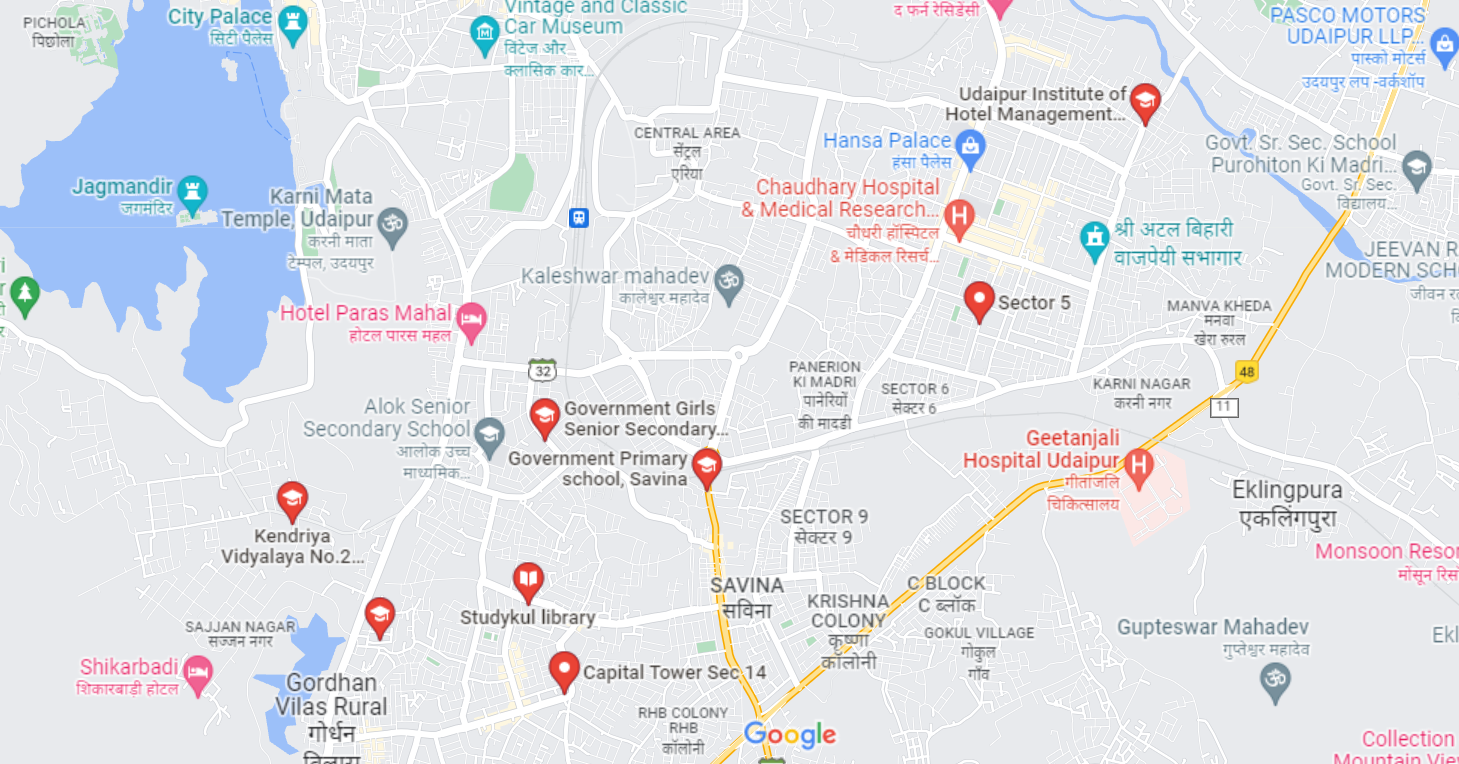 PICHOLA
पिछोला
City Palace
सिटी पैलेस
Vintage and Classic
Car Museum
विंटेज और
क्लासिक कार...
द फर्न रेसिडेंसी
PASCO MOTORS
UDAIPUR LLP...
पास्को मोटर्स
उदयपुर लप -वर्कशॉप
Udaipur Institute of
Hotel Management...
CENTRAL AREA
सेंट्रल
एरिया
Hansa Palace
हंसा पैलेस
Govt. Sr. Sec. School
Purohiton Ki Madri...
Govt. Sr. Sec.
विद्यालय...
Jagmandir
जगमंदिर
Karni Mata
Temple, Udaipur
करनी माता
टेम्पल, उदयपुर
Chaudhary Hospital
& Medical Research...
चौधरी हॉस्पिटल
& मेडिकल रिसर्च...
श्री अटल बिहारी
वाजपेयी सभागार
JEEVAN R
MODERN SCHO
जीवन र
Kaleshwar mahadev
कालेश्वर महादेव
Sector 5
MANVA KHEDA
मनवा
खेरा रुरल
Hotel Paras Mahal
होटल पारस महल
32
PANERION
KI MADRI
पानेरियों
की मादडी
SECTOR 6
सेक्टर 6
KARNI NAGAR
करनी नगर
48
11
Alok Senior
Secondary School
आलोक उच्च
माध्यमिक...
Government Girls
Senior Secondary...
Government Primary
school, Savina
Geetanjali
Hospital Udaipur
गीतांजलि
चिकित्सालय
Eklingpura
एकलिंगपुरा
Kendriya
Vidyalaya No.2...
SECTOR 9
सेक्टर 9
Monsoon Resor
मोंसून रिस
SAVINA
सविना
C BLOCK
C ब्लॉक
KRISHNA
COLONY
कृष्णा
कॉलोनी
Studykul library
SAJJAN NAGAR
सज्जन नगर
GOKUL VILLAGE
गोकुल
गाँव
Gupteswar Mahadev
गुप्तेश्वर महादेव
Ekl
Shikarbadi
शिकारबाड़ी होटल
Capital Tower Sec 14
Gordhan
Vilas Rural
गोर्धन
विलास
RHB COLONY
RHB
कॉलोनी
Google
Collection
Mountain Vie